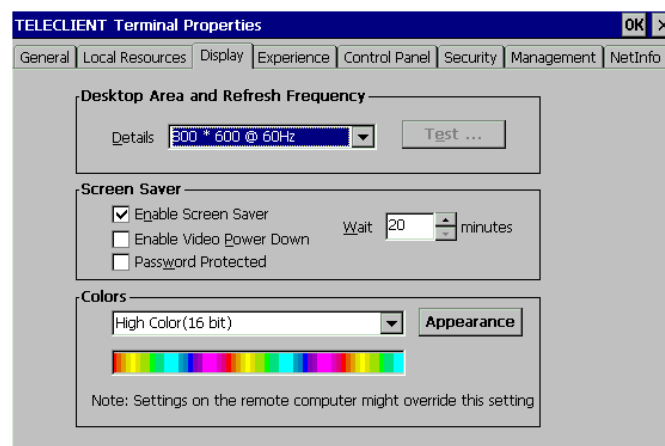 TELECLIENT Terminal Properties
OK
General Local Resources Display Experience Control Panel Security Management NetInfo
Desktop Area and Refresh Frequency
Details 800 * 600 @ 60Hz Test ...
Screen Saver
Enable Screen Saver
Wait 20 minutes
Enable Video Power Down
Password Protected
Colors
High Color(16 bit) Appearance
Note: Settings on the remote computer might override this setting